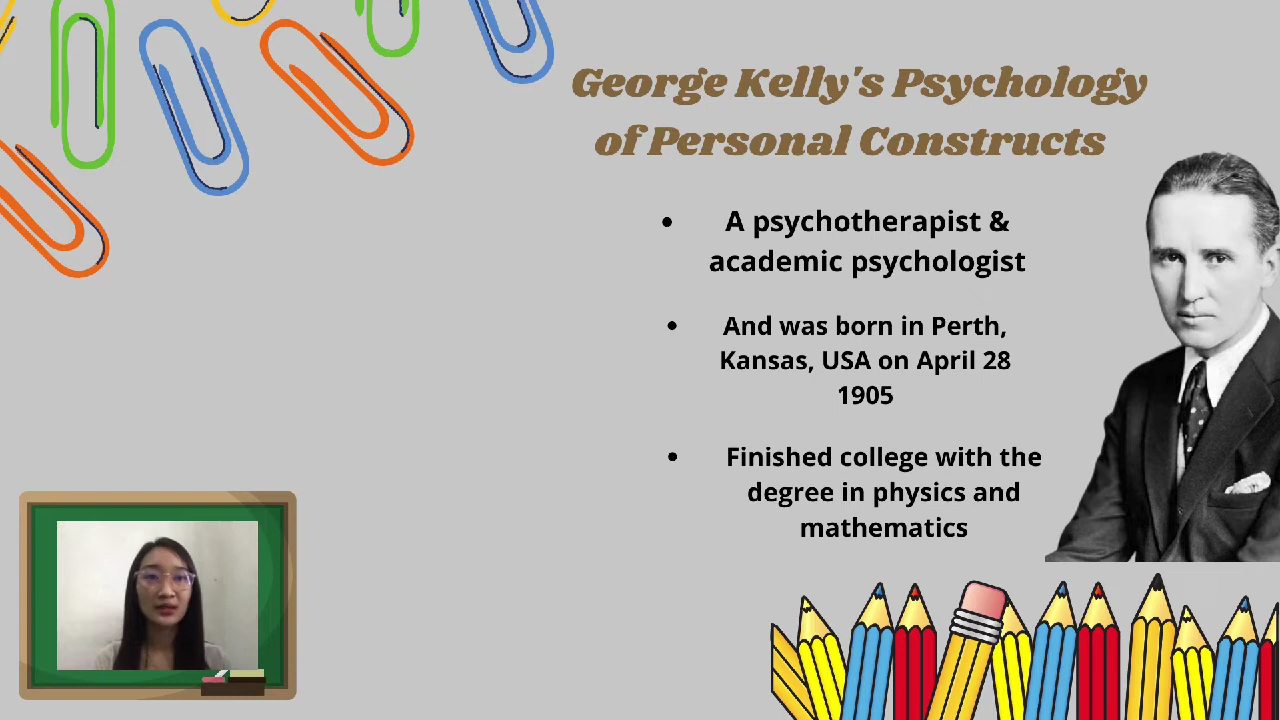 George Kelly's Psychology
of Personal Constructs
• A psychotherapist &
academic psychologist
• And was born in Perth,
Kansas, USA on April 28
1905
• Finished college with the
degree in physics and
mathematics